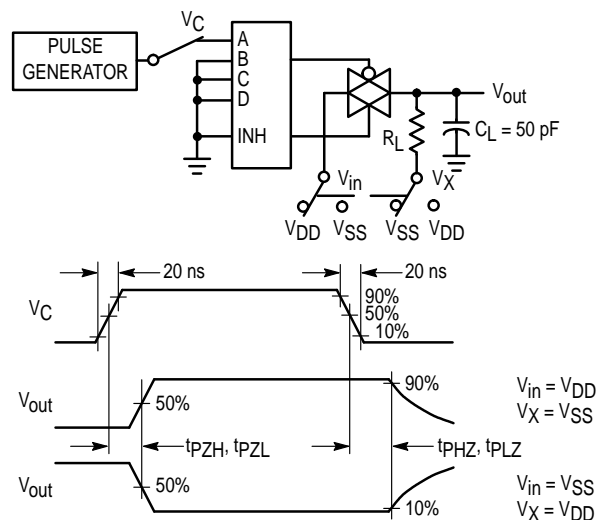 V_C
PULSE
GENERATOR
A
B
C
D
INH
V_out
R_L
C_L = 50 pF
V_in
V_X
V_DD
V_SS
V_SS
V_DD
20 ns
20 ns
V_C
90%
50%
10%
V_out
50%
90%
V_in = V_DD
V_X = V_SS
t_PZH, t_PZL
t_PHZ, t_PLZ
V_out
50%
10%
V_in = V_SS
V_X = V_DD